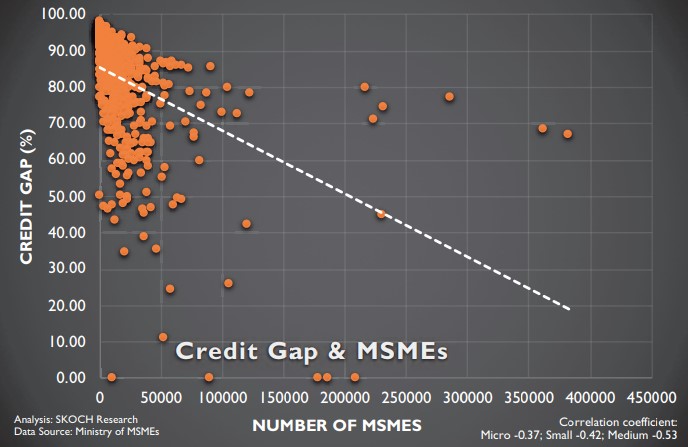 100.00
90.00
80.00
70.00
60.00
50.00
40.00
30.00
20.00
10.00
0.00
CREDIT GAP (%)
Credit Gap & MSMEs
0 50000 100000 150000 200000 250000 300000 350000 400000 450000
NUMBER OF MSMES
Analysis: SKOCH Research
Data Source: Ministry of MSMEs
Correlation coefficient:
Micro -0.37; Small -0.42; Medium -0.53